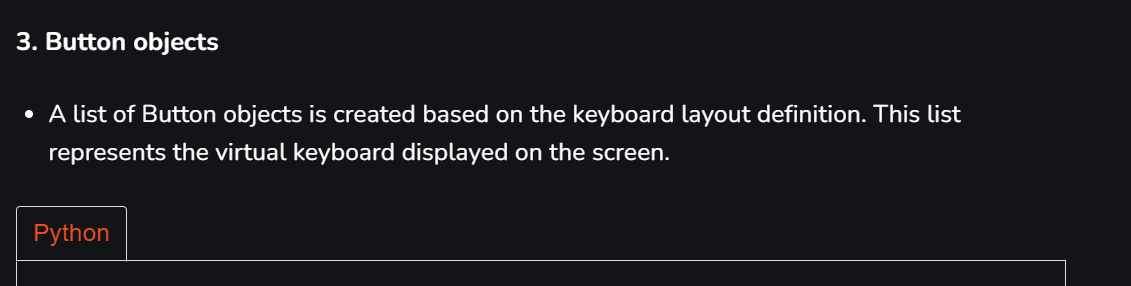 3. Button objects
• A list of Button objects is created based on the keyboard layout definition. This list
represents the virtual keyboard displayed on the screen.
Python